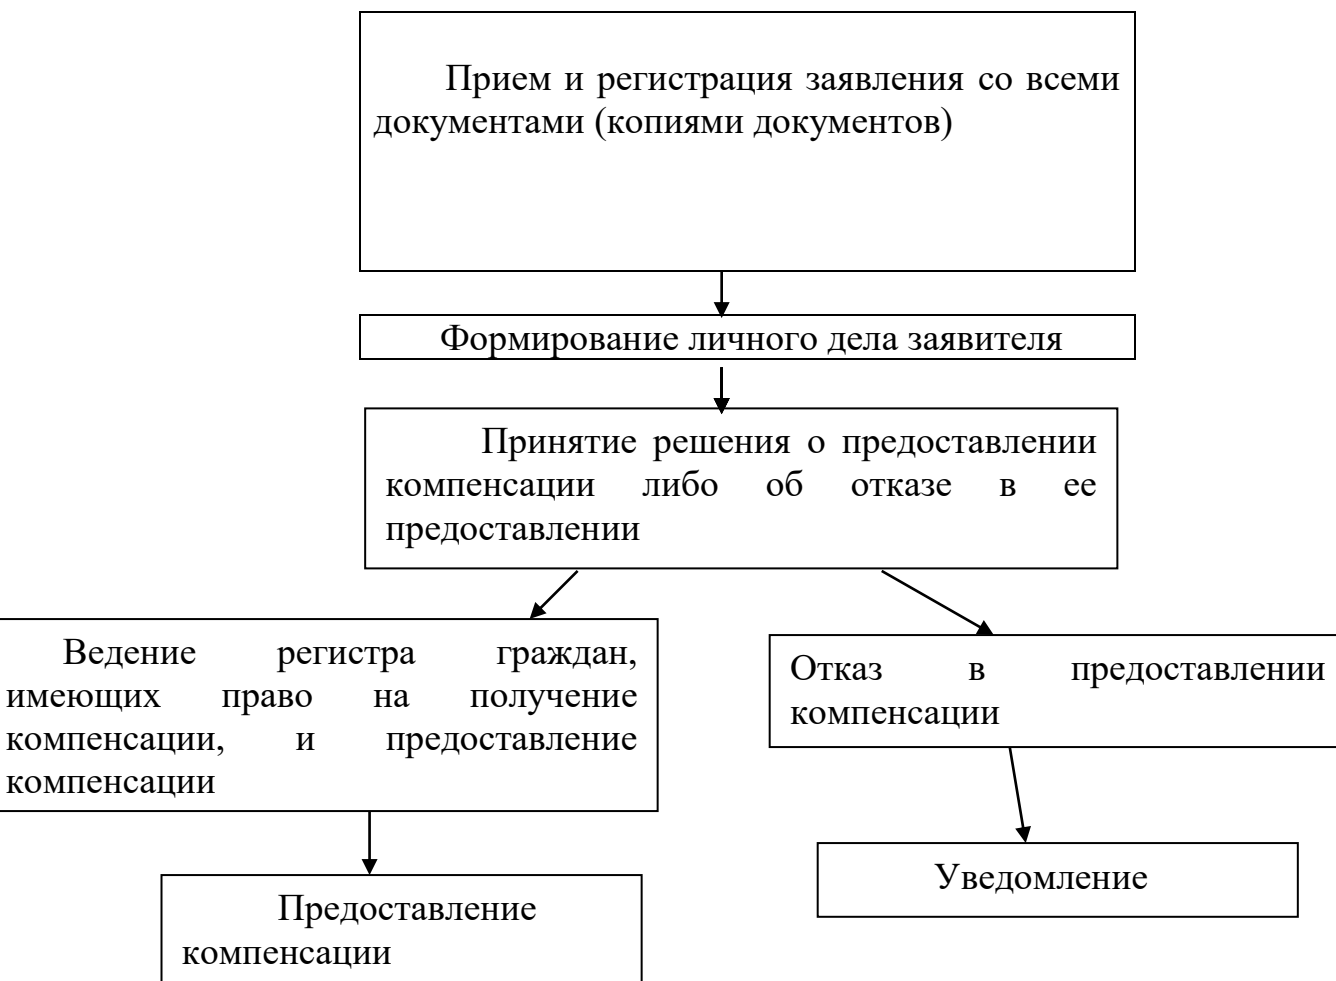 Прием и регистрация заявления со всеми
документами (копиями документов)
Формирование личного дела заявителя
Принятие решения о предоставлении
компенсации либо об отказе в ее
предоставлении
Ведение регистра граждан,
имеющих право на получение
компенсации, и предоставление
компенсации
Отказ в предоставлении
компенсации
Предоставление
компенсации
Уведомление